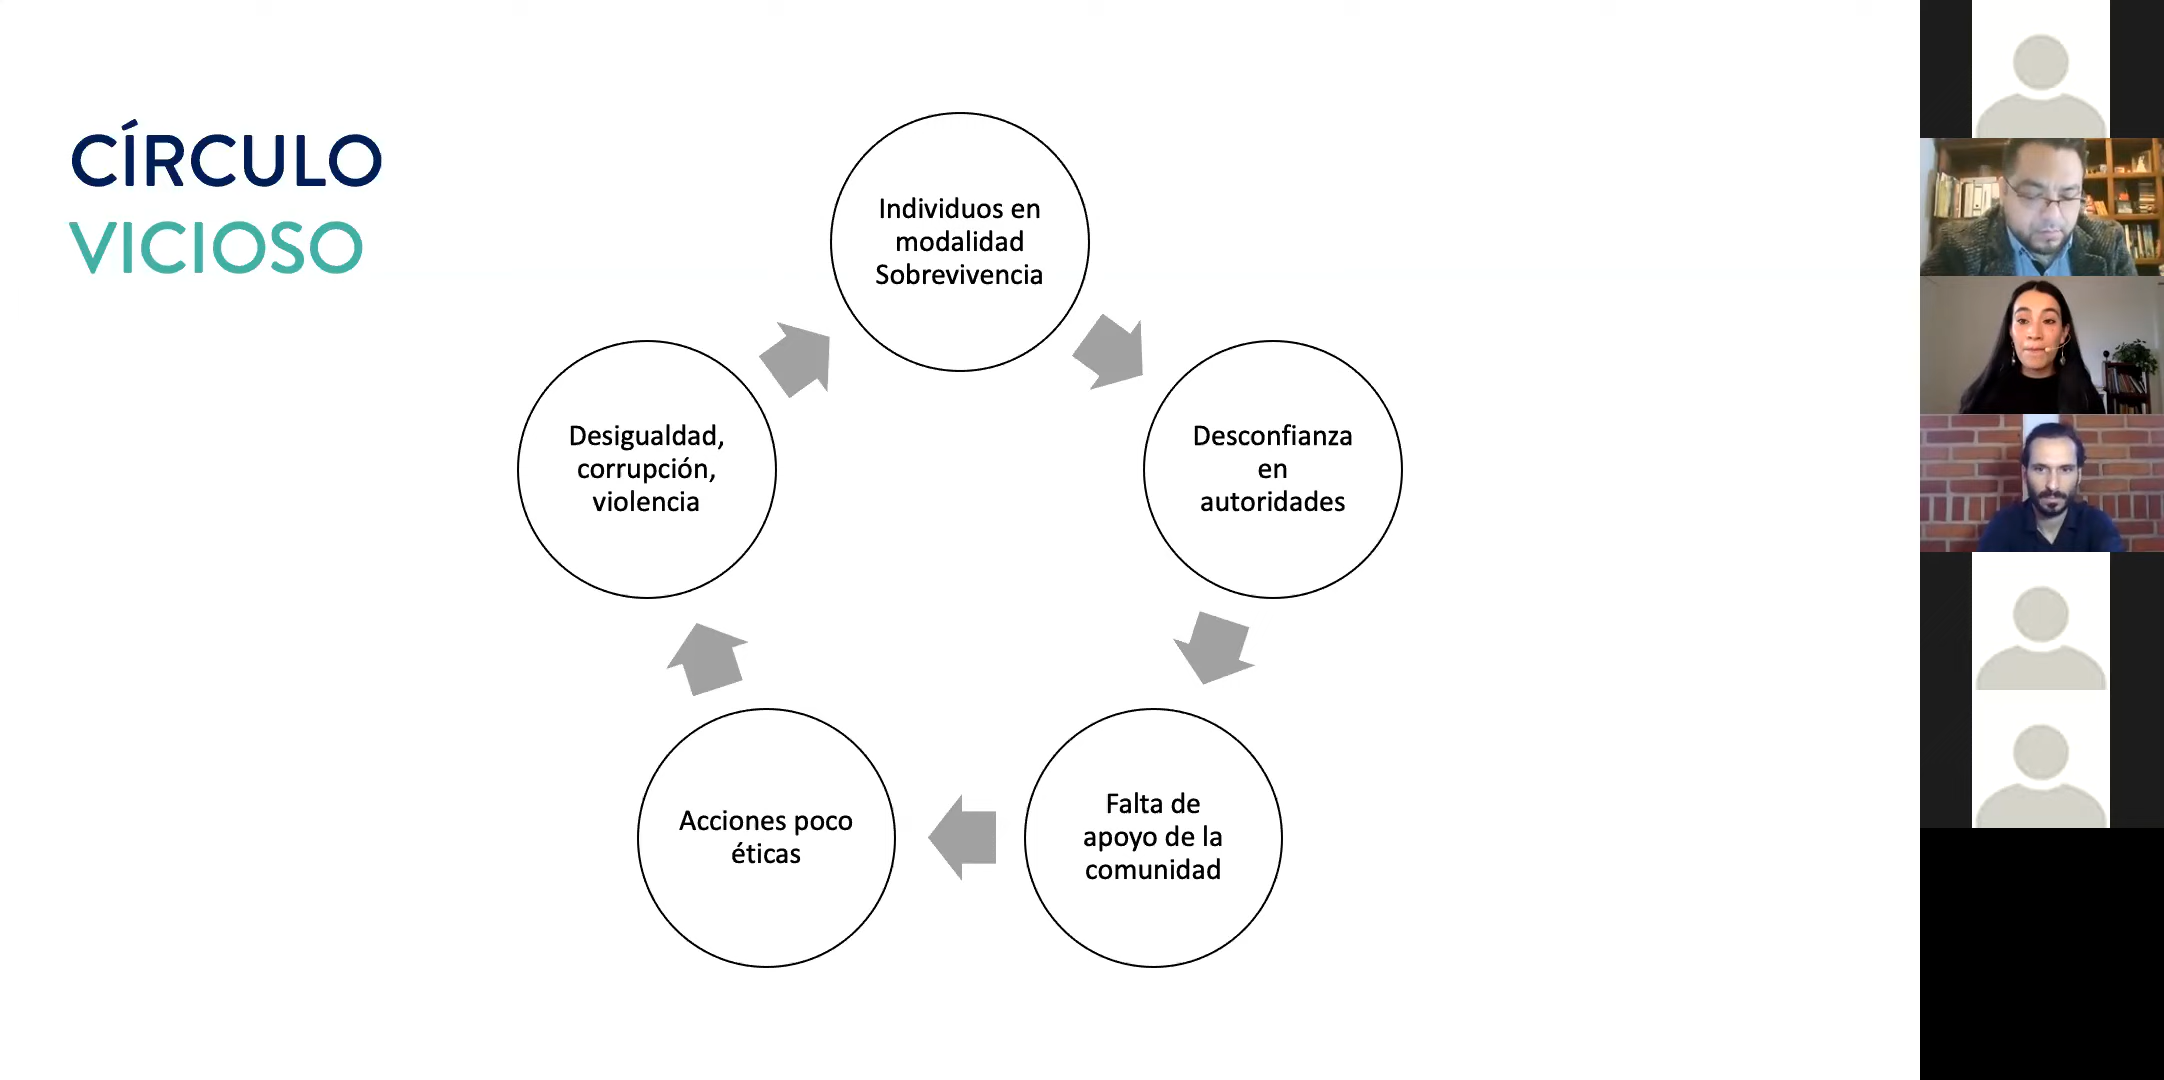 CÍRCULO
VICIOSO
Individuos en
modalidad
Sobrevivencia
Desconfianza
en
autoridades
Falta de
apoyo de la
comunidad
Acciones poco
éticas
Desigualdad,
corrupción,
violencia